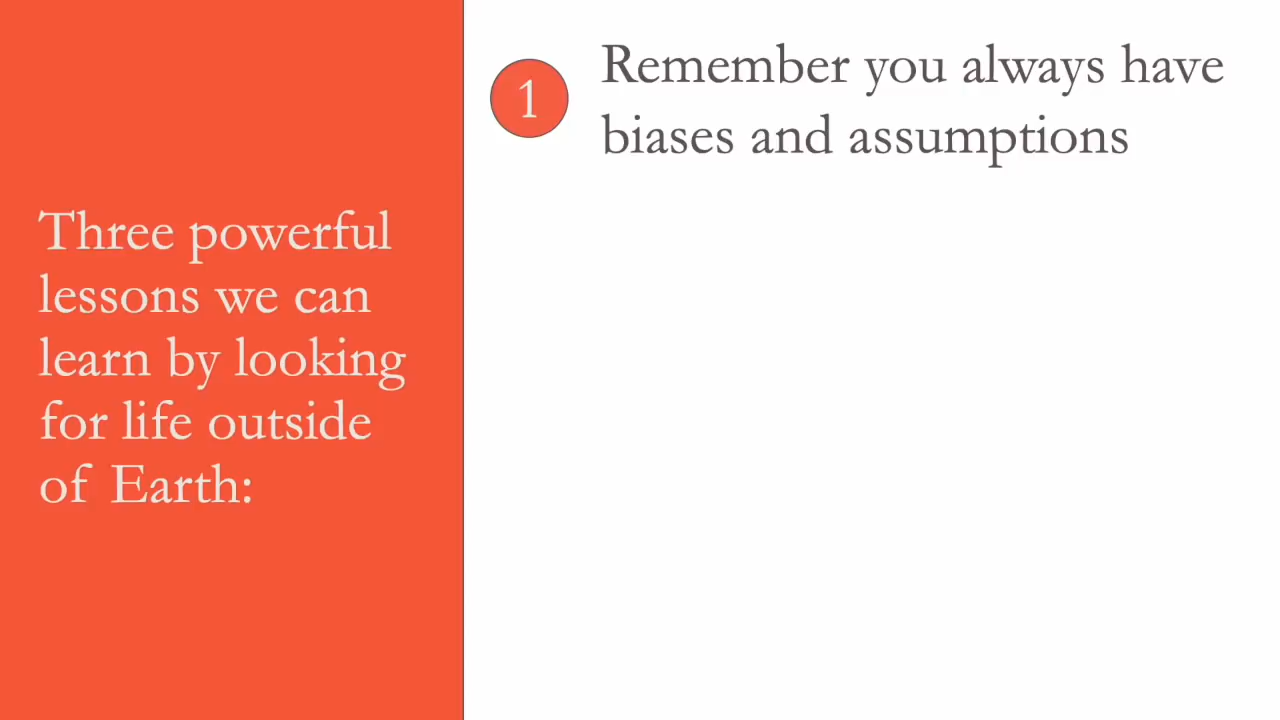 Three powerful
lessons we can
learn by looking
for life outside
of Earth:
1
Remember you always have
biases and assumptions